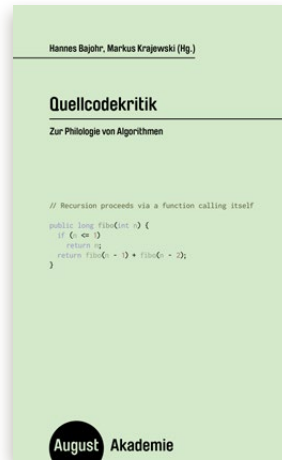 Hannes Bajohr, Markus Krajewski (Hg.)
Quellcodekritik
Zur Philologie von Algorithmen
// Recursion proceeds via a function calling itself
public long fibo(int n) {
if (n <= 1)
return n;
return fibo(n - 1) + fibo(n - 2);
}
August Akademie